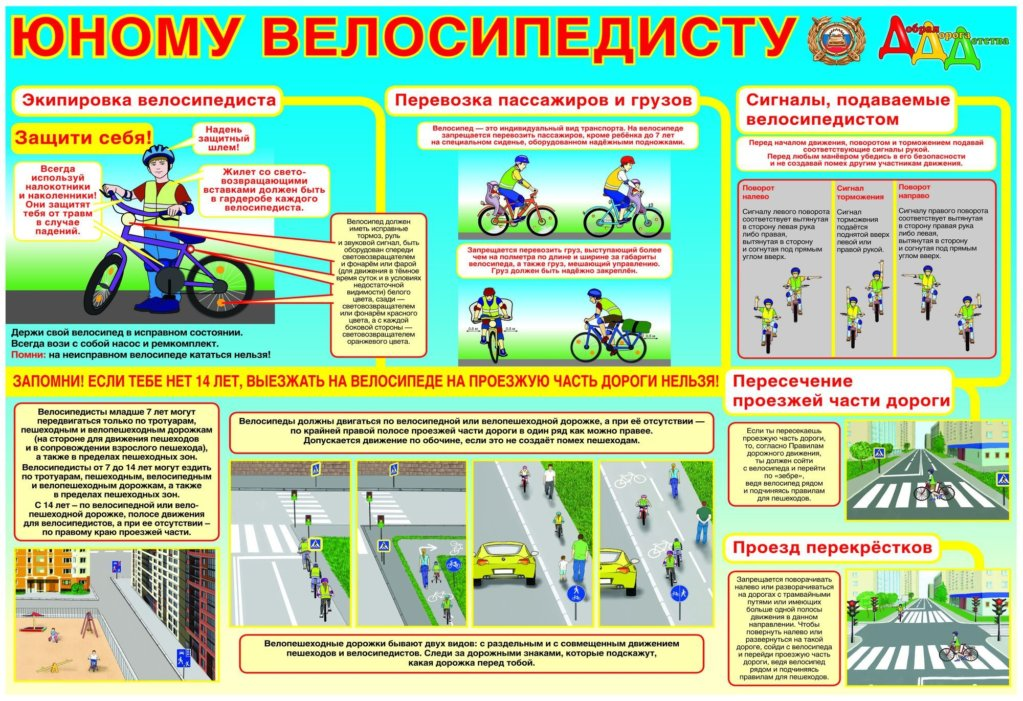 ЮНОМУ ВЕЛОСИПЕДИСТУ
Добрая
Дорога
Детства
Экипировка велосипедиста
Защити себя!
Надень
защитный
шлем!
Всегда
используй
налокотники
и наколенники!
Они защитят
тебя от травм
в случае
падений.
Жилет со свето-
возвращающими
вставками должен быть
в гардеробе каждого
велосипедиста.
Велосипед должен
иметь исправные
тормоз, руль
и звуковой сигнал, быть
оборудован спереди
световозвращателем
и фонарём или фарой
(для движения в тёмное
время суток и в условиях
недостаточной
видимости) белого
цвета, сзади —
световозвращателем
или фонарём красного
цвета, а с каждой
боковой стороны —
световозвращателем
оранжевого цвета.
Держи свой велосипед в исправном состоянии.
Всегда вози с собой насос и ремкомплект.
Помни: на неисправном велосипеде кататься нельзя!
Перевозка пассажиров и грузов
Велосипед — это индивидуальный вид транспорта. На велосипеде
запрещается перевозить пассажиров, кроме ребёнка до 7 лет
на специальном сиденье, оборудованном надёжными подножками.
Запрещается перевозить груз, выступающий более
чем на полметра по длине и ширине за габариты
велосипеда, а также груз, мешающий управлению.
Груз должен быть надёжно закреплён.
Сигналы, подаваемые
велосипедистом
Перед началом движения, поворотом и торможением подавай
соответствующие сигналы рукой.
Перед любым манёвром убедись в его безопасности
и не создавай помех другим участникам движения.
Поворот
налево
Сигналу левого поворота
соответствует вытянутая
в сторону левая рука
либо правая,
вытянутая в сторону
и согнутая под прямым
углом вверх.
Сигнал
торможения
Сигнал
торможения
подаётся
поднятой вверх
левой или
правой рукой.
Поворот
направо
Сигналу правого поворота
соответствует вытянутая
в сторону правая рука
либо левая,
вытянутая в сторону
и согнутая под прямым
углом вверх.
ЗАПОМНИ! ЕСЛИ ТЕБЕ НЕТ 14 ЛЕТ, ВЫЕЗЖАТЬ НА ВЕЛОСИПЕДЕ НА ПРОЕЗЖУЮ ЧАСТЬ ДОРОГИ НЕЛЬЗЯ!
Велосипедисты младше 7 лет могут
передвигаться только по тротуарам,
пешеходным и велопешеходным дорожкам
(на стороне для движения пешеходов
и в сопровождении взрослого пешехода),
а также в пределах пешеходных зон.
Велосипедисты от 7 до 14 лет могут ездить
по тротуарам, пешеходным, велосипедным
и велопешеходным дорожкам, а также
в пределах пешеходных зон.
С 14 лет – по велосипедной или вело-
пешеходной дорожке, полосе движения
для велосипедистов, а при ее отсутствии –
по правому краю проезжей части.
Велосипеды должны двигаться по велосипедной или велопешеходной дорожке, а при её отсутствии —
по крайней правой полосе проезжей части дороги в один ряд как можно правее.
Допускается движение по обочине, если это не создаёт помех пешеходам.
Велопешеходные дорожки бывают двух видов: с раздельным и с совмещенным движением
пешеходов и велосипедистов. Следи за дорожными знаками, которые подскажут,
какая дорожка перед тобой.
Пересечение
проезжей части дороги
Если ты пересекаешь
проезжую часть дороги,
то, согласно Правилам
дорожного движения,
ты должен сойти
с велосипеда и перейти
по «зебре»,
ведя велосипед рядом
и подчиняясь правилам
для пешеходов.
Проезд перекрёстков
Запрещается поворачивать
налево или разворачиваться
на дорогах с трамвайными
путями или имеющих
больше одной полосы
движения в данном
направлении. Чтобы
повернуть налево или
развернуться на такой
дороге, сойди с велосипеда
и перейди проезжую часть
дороги, ведя велосипед
рядом и подчиняясь
правилам для пешеходов.